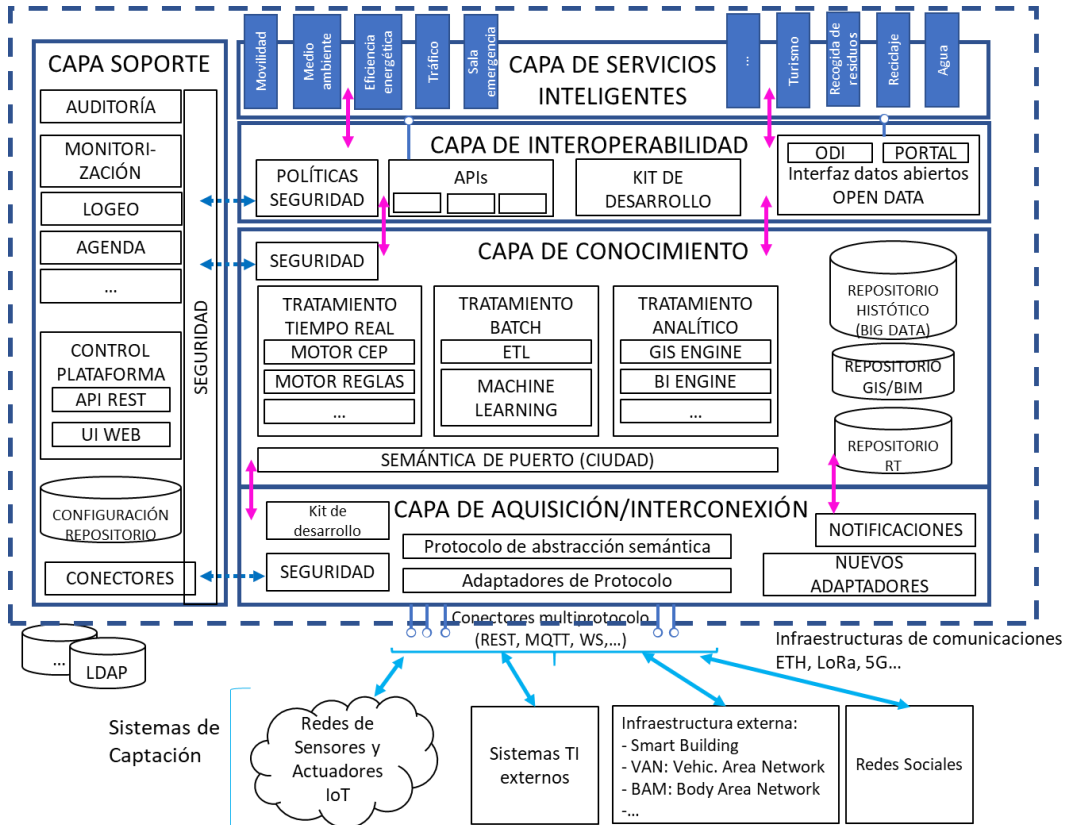 CAPA SOPORTE
AUDITORÍA
MONITORI-
ZACIÓN
LOGEO
AGENDA
...
CONTROL
PLATAFORMA
API REST
UI WEB
CONFIGURACIÓN
REPOSITORIO
CONECTORES
SEGURIDAD
Movilidad
Medio
ambiente
Eficiencia
energética
Tráfico
Sala
emergencia
CAPA DE SERVICIOS
INTELIGENTES
...
Turismo
Recogida de
residuos
Reciclaje
Agua
CAPA DE INTEROPERABILIDAD
POLÍTICAS
SEGURIDAD
APIs
KIT DE
DESARROLLO
ODI
PORTAL
Interfaz datos abiertos
OPEN DATA
CAPA DE CONOCIMIENTO
SEGURIDAD
TRATAMIENTO
TIEMPO REAL
MOTOR CEP
MOTOR REGLAS
...
TRATAMIENTO
BATCH
ETL
MACHINE
LEARNING
TRATAMIENTO
ANALÍTICO
GIS ENGINE
BI ENGINE
...
REPOSITORIO
HISTÓTICO
(BIG DATA)
REPOSITORIO
GIS/BIM
REPOSITORIO
RT
SEMÁNTICA DE PUERTO (CIUDAD)
CAPA DE AQUISICIÓN/INTERCONEXIÓN
Kit de
desarrollo
SEGURIDAD
Protocolo de abstracción semántica
Adaptadores de Protocolo
NOTIFICACIONES
NUEVOS
ADAPTADORES
Conectores multiprotocolo
(REST, MQTT, WS,...)
Infraestructuras de comunicaciones
ETH, LoRa, 5G...
...
LDAP
Sistemas de
Captación
Redes de
Sensores y
Actuadores
IoT
Sistemas TI
externos
Infraestructura externa:
- Smart Building
- VAN: Vehic. Area Network
- BAM: Body Area Network
-...
Redes Sociales